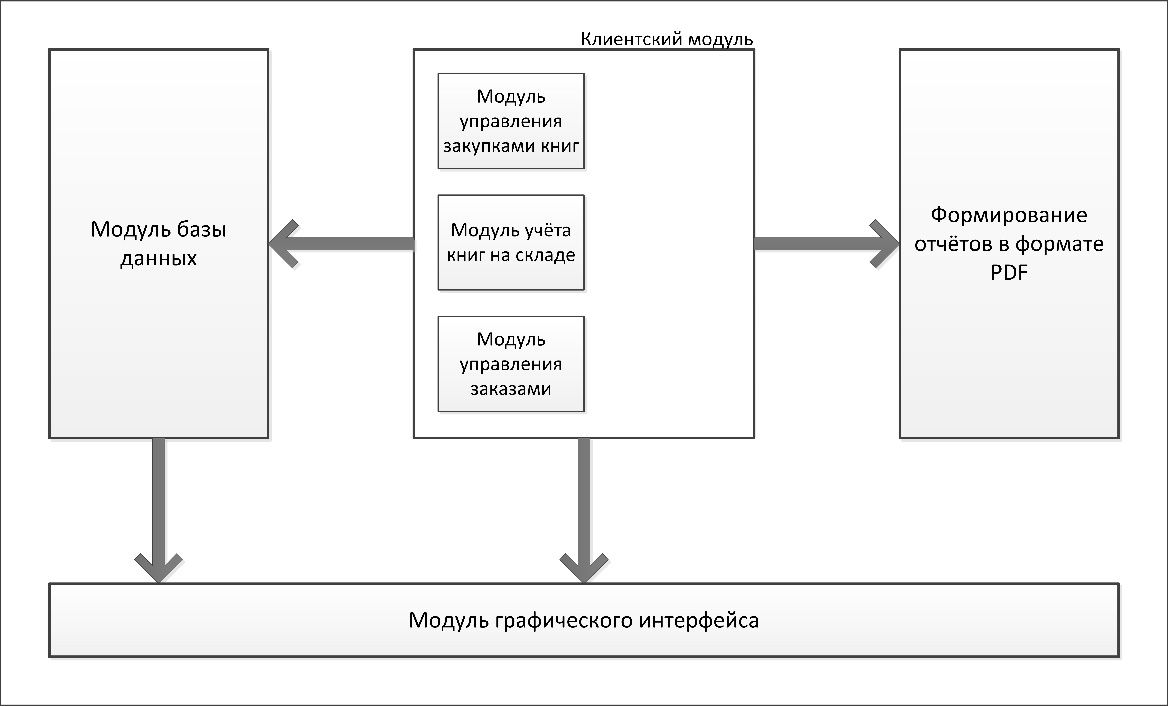 Клиентский модуль
Модуль
управления
закупками книг
Модуль базы
данных
Модуль учёта
книг на складе
Формирование
отчётов в формате
PDF
Модуль
управления
заказами
Модуль графического интерфейса